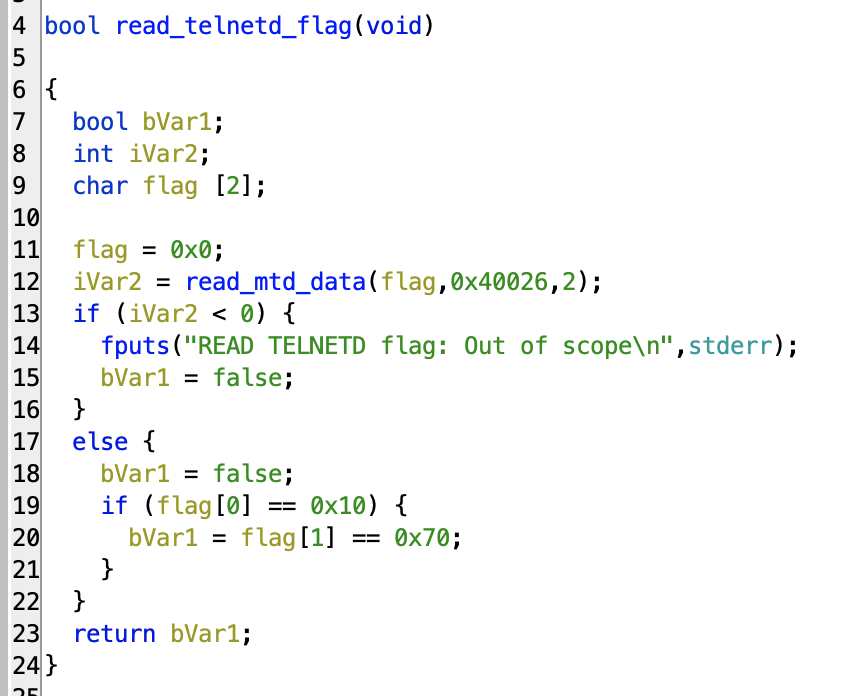 4 bool read_telnetd_flag(void)
5
6 {
7   bool bVar1;
8   int iVar2;
9   char flag [2];
10
11   flag = 0x0;
12   iVar2 = read_mtd_data(flag,0x40026,2);
13   if (iVar2 < 0) {
14     fputs("READ TELNETD flag: Out of scope\n",stderr);
15     bVar1 = false;
16   }
17   else {
18     bVar1 = false;
19     if (flag[0] == 0x10) {
20       bVar1 = flag[1] == 0x70;
21     }
22   }
23   return bVar1;
24 }